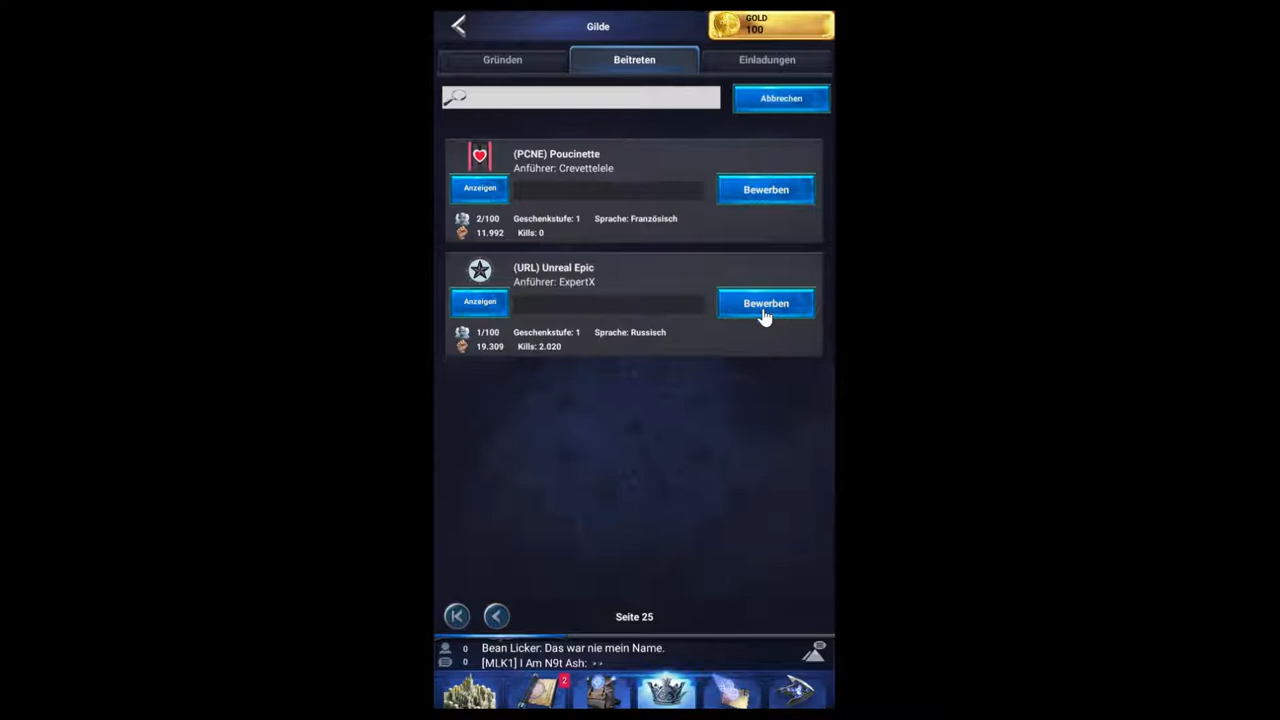 Gilde
GOLD
100
Gründen
Beitreten
Einladungen
Abbrechen
(PCNE) Poucinette
Anführer: Crevettelele
Anzeigen
Bewerben
2/100 Geschenkstufe: 1 Sprache: Französisch
11.992 Kills: 0
(URL) Unreal Epic
Anführer: ExpertX
Anzeigen
Bewerben
1/100 Geschenkstufe: 1 Sprache: Russisch
19.309 Kills: 2.020
Seite 25
0 Bean Licker: Das war nie mein Name.
0 [MLK1] I Am N9t Ash:
2